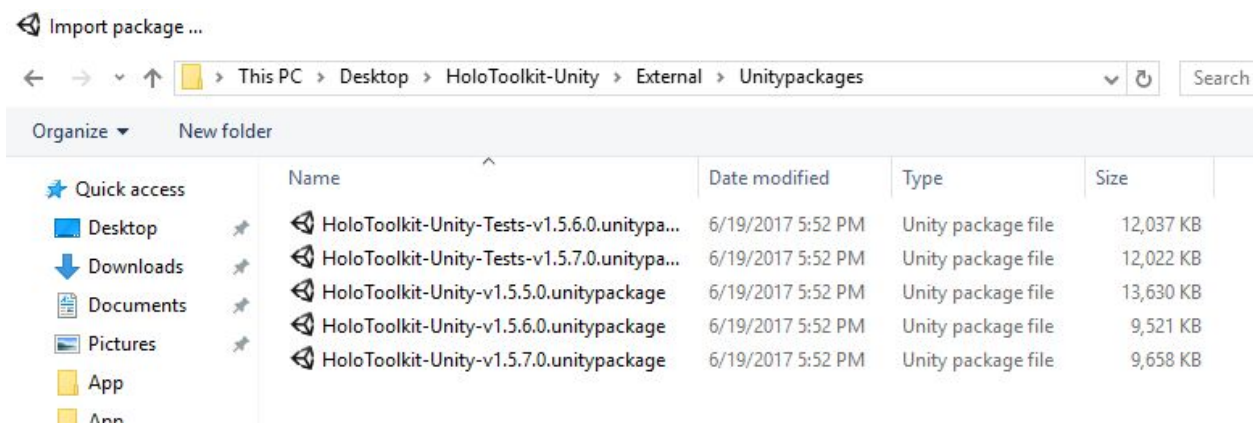 Import package ...
This PC > Desktop > HoloToolkit-Unity > External > Unitypackages Search
Organize New folder
Quick access
Desktop
Downloads
Documents
Pictures
App
App
Name Date modified Type Size
HoloToolkit-Unity-Tests-v1.5.6.0.unitypa... 6/19/2017 5:52 PM Unity package file 12,037 KB
HoloToolkit-Unity-Tests-v1.5.7.0.unitypa... 6/19/2017 5:52 PM Unity package file 12,022 KB
HoloToolkit-Unity-v1.5.5.0.unitypackage 6/19/2017 5:52 PM Unity package file 13,630 KB
HoloToolkit-Unity-v1.5.6.0.unitypackage 6/19/2017 5:52 PM Unity package file 9,521 KB
HoloToolkit-Unity-v1.5.7.0.unitypackage 6/19/2017 5:52 PM Unity package file 9,658 KB